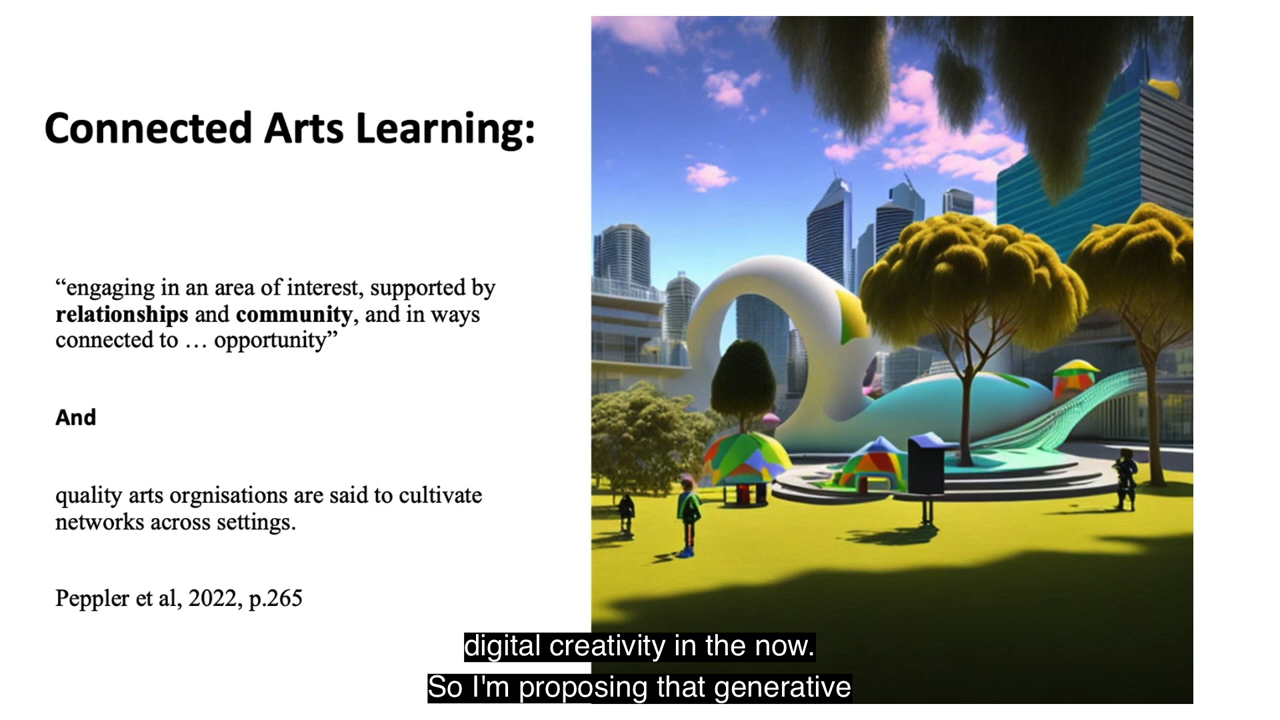 Connected Arts Learning:
“engaging in an area of interest, supported by
relationships and community, and in ways
connected to … opportunity”
And
quality arts orgnisations are said to cultivate
networks across settings.
Peppler et al, 2022, p.265
digital creativity in the now.
So I'm proposing that generative